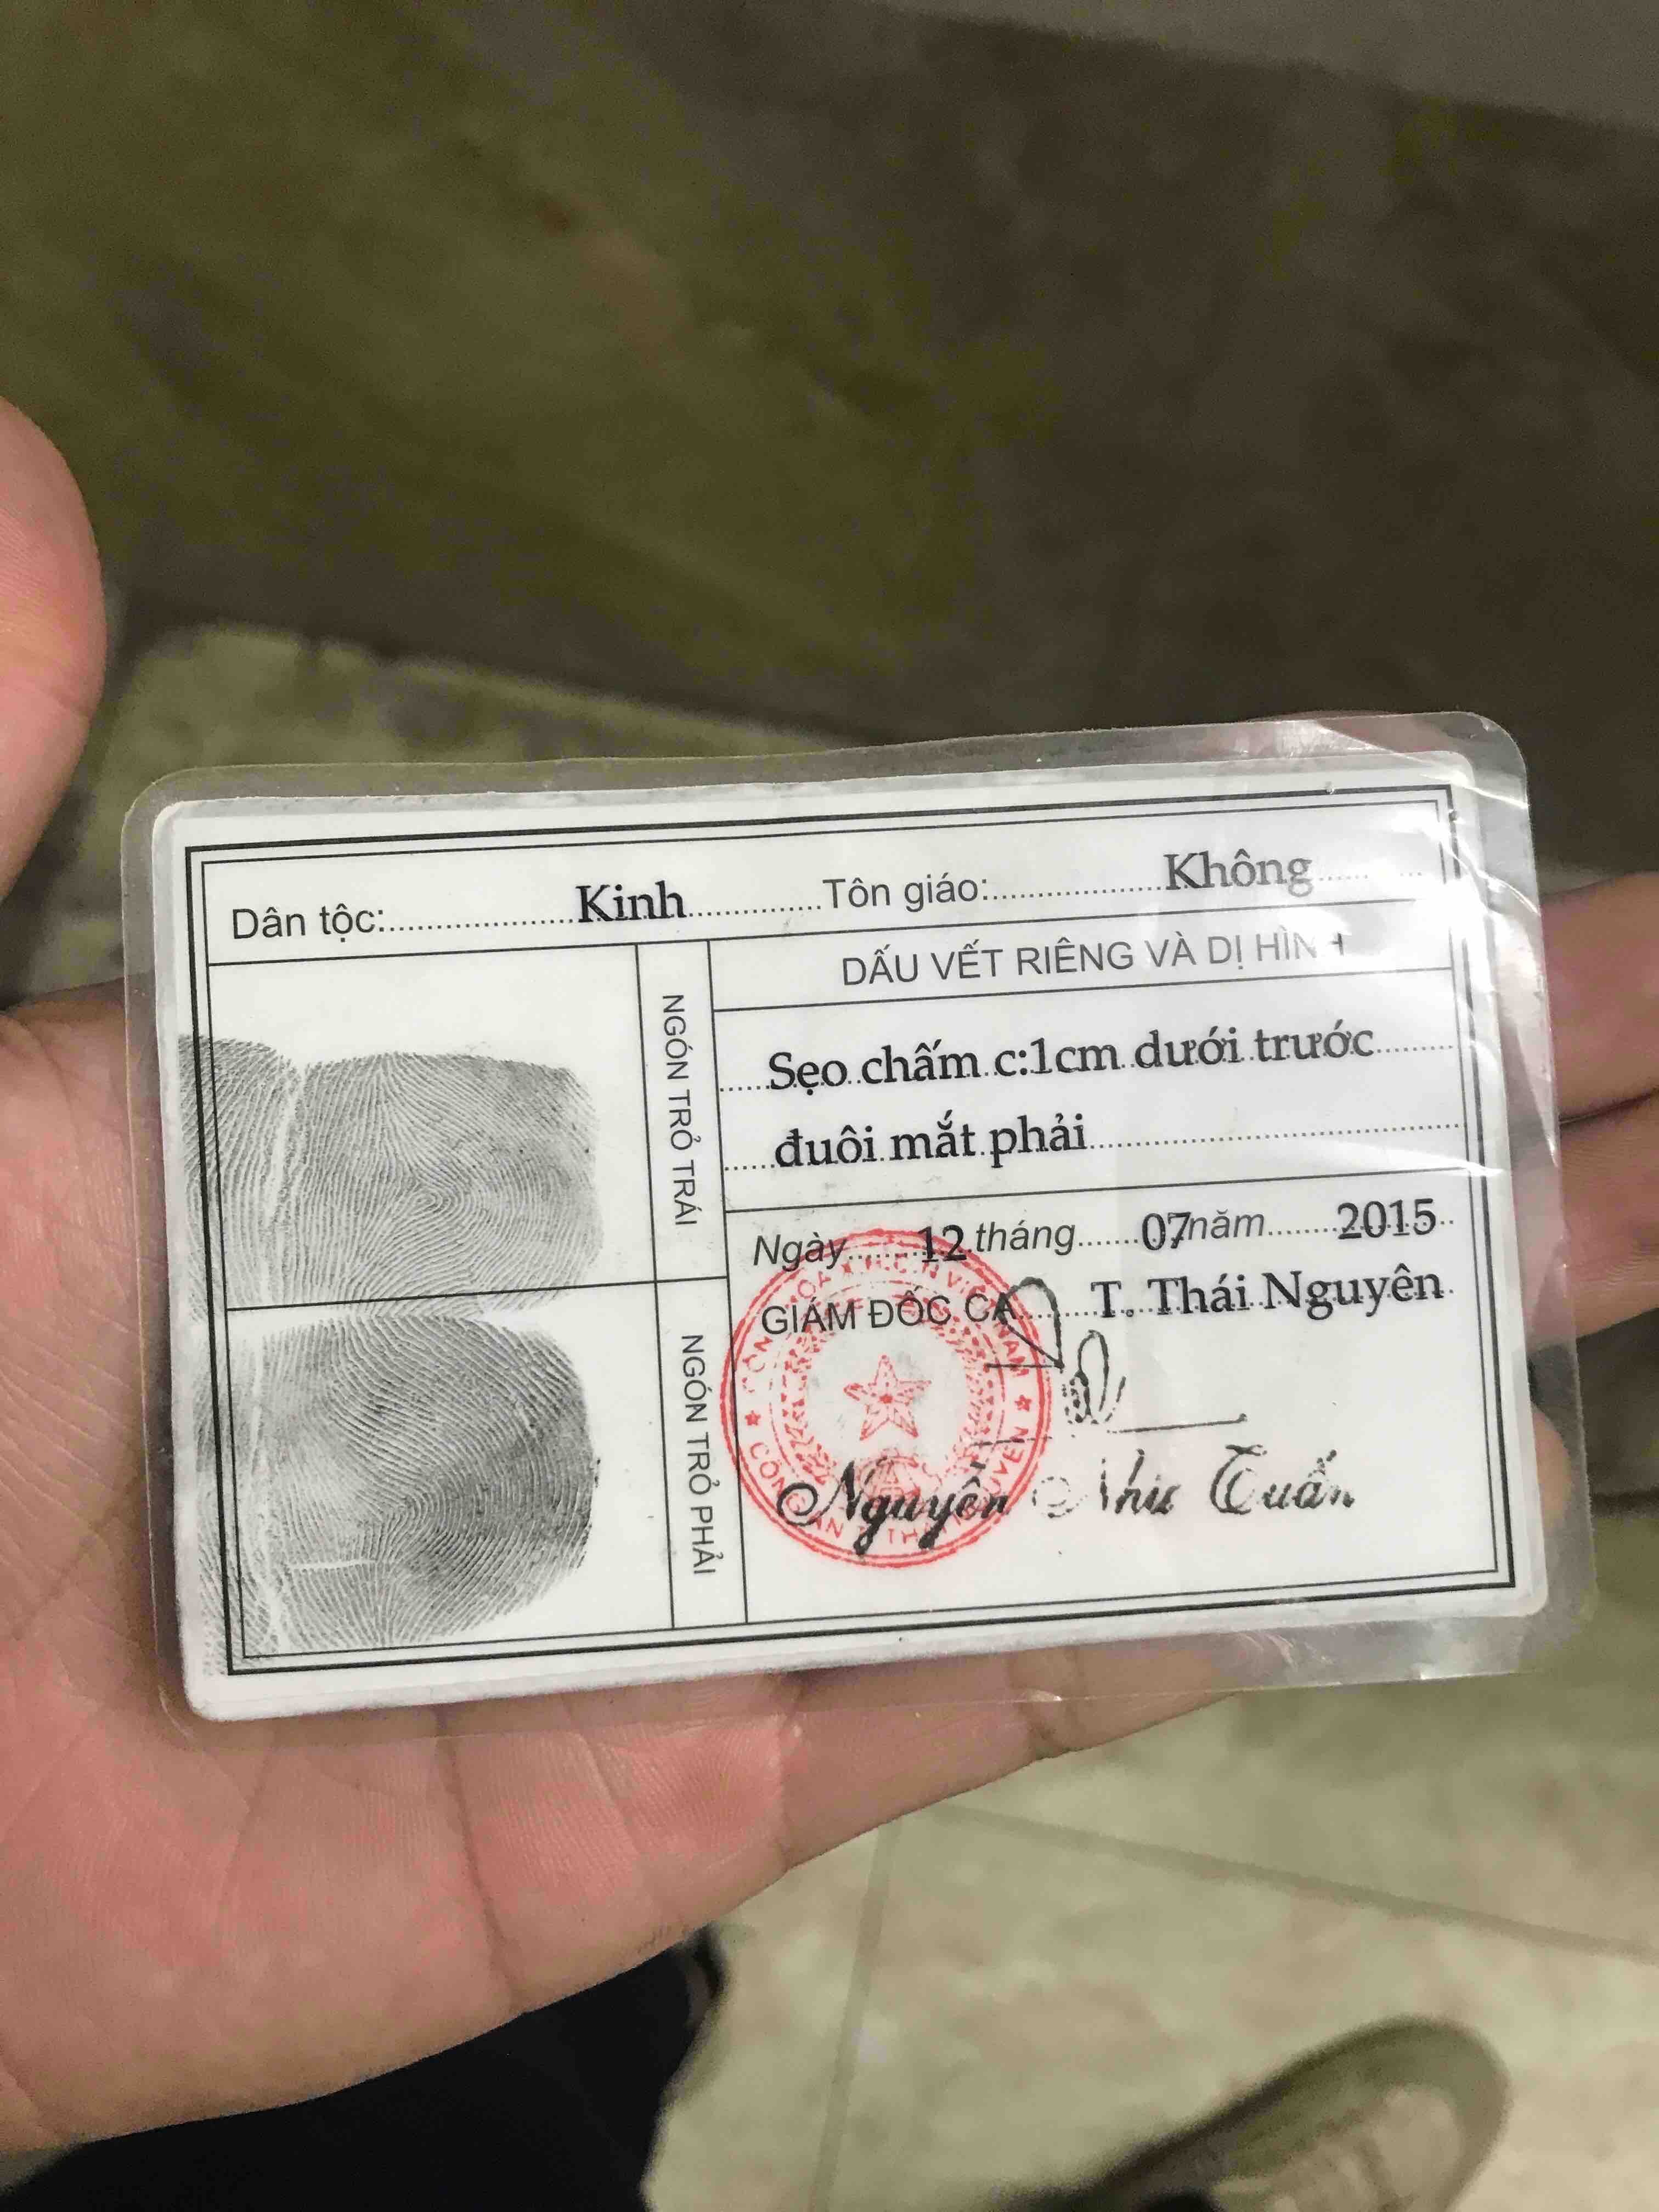 Dân tộc: Kinh Tôn giáo: Không
DẤU VẾT RIÊNG VÀ DỊ HÌNH
NGÓN TRỎ TRÁI
Sẹo chấm c:1cm dưới trước
đuôi mắt phải
Ngày 12 tháng 07 năm 2015
GIÁM ĐỐC CA T. Thái Nguyên
NGÓN TRỎ PHẢI
Nguyễn Như Tuấn